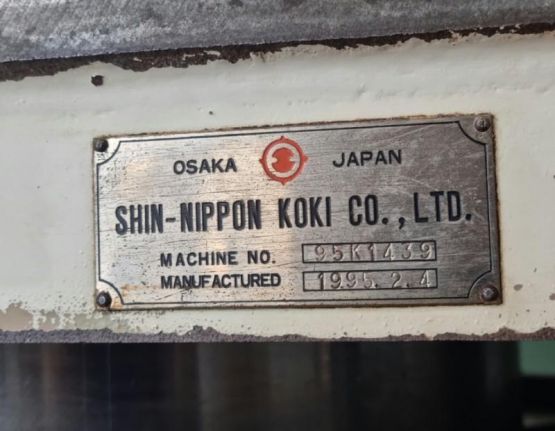 OSAKA JAPAN
SHIN-NIPPON KOKI CO., LTD.
MACHINE NO. 95K1439
MANUFACTURED 1995.2.4